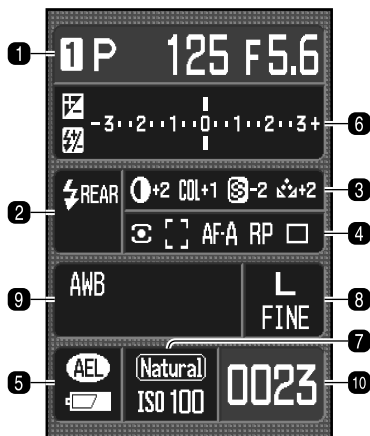 1 1 P 125 F5.6
-3··2··1··0··1··2··3+ 6
2 REAR +2 COL+1 S-2 +2 3
AF-A RP 4
9 AWB L 8
FINE
7
5 AEL Natural 0023 10
ISO 100